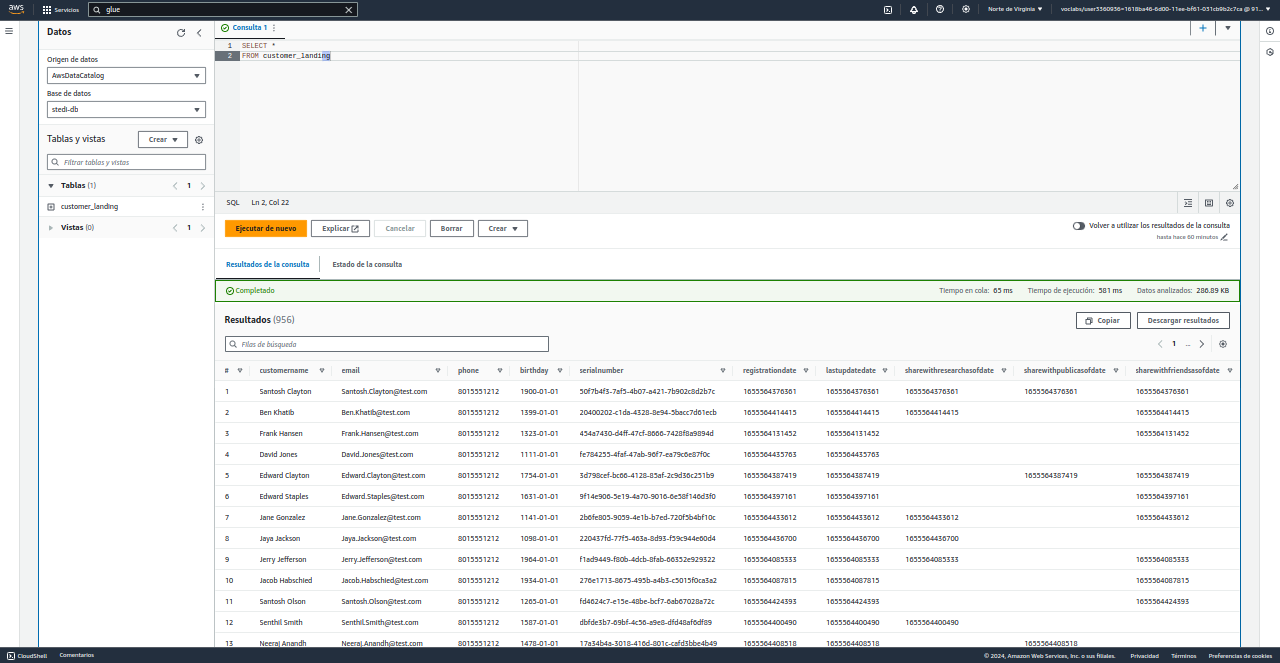 aws Servicios glue Norte de Virginia voclabs/user3360936=1618ba46-6d00-11ee-bf61-031cb9b2c7ca @ 91...
Datos
Origen de datos
AwsDataCatalog
Base de datos
stedi-db
Tablas y vistas Crear
Filtrar tablas y vistas
Tablas (1) 1
customer_landing
Vistas (0) 1
Consulta 1
1 SELECT *
2 FROM customer_landing
SQL Ln 2, Col 22
Ejecutar de nuevo Explicar Cancelar Borrar Crear
Volver a utilizar los resultados de la consulta
hasta hace 60 minutos
Resultados de la consulta Estado de la consulta
Completado Tiempo en cola: 65 ms Tiempo de ejecución: 581 ms Datos analizados: 286.89 KB
Resultados (956) Copiar Descargar resultados
Filas de búsqueda 1 ...
# customername email phone birthday serialnumber registrationdate lastupdatedate sharewithresearchasofdate sharewithpublicasofdate sharewithfriendsasofdate
1 Santosh Clayton Santosh.Clayton@test.com 8015551212 1900-01-01 50f7b4f3-7af5-4b07-a421-7b902c8d2b7c 1655564376361 1655564376361 1655564376361 1655564376361 1655564376361
2 Ben Khatib Ben.Khatib@test.com 8015551212 1399-01-01 20400202-c1da-4328-8e94-5bacc7d61ecb 1655564414415 1655564414415 1655564414415 1655564414415
3 Frank Hansen Frank.Hansen@test.com 8015551212 1323-01-01 454a7430-d4ff-47cf-8666-7428f8a9894d 1655564131452 1655564131452 1655564131452
4 David Jones David.Jones@test.com 8015551212 1111-01-01 fe784255-4faf-47ab-96f7-ea79c6e87f0c 1655564435763 1655564435763
5 Edward Clayton Edward.Clayton@test.com 8015551212 1754-01-01 3d798cef-bc66-4128-85af-2c9d36c251b9 1655564387419 1655564387419 1655564387419 1655564387419
6 Edward Staples Edward.Staples@test.com 8015551212 1631-01-01 9f14e906-5e19-4a70-9016-6e58f146d3f0 1655564397161 1655564397161 1655564397161
7 Jane Gonzalez Jane.Gonzalez@test.com 8015551212 1141-01-01 2b6fe805-9059-4e1b-b7ed-720f5b4bf10c 1655564433612 1655564433612 1655564433612 1655564433612
8 Jaya Jackson Jaya.Jackson@test.com 8015551212 1098-01-01 220437fd-77f5-463a-8d93-f59c944e60d4 1655564436700 1655564436700 1655564436700
9 Jerry Jefferson Jerry.Jefferson@test.com 8015551212 1964-01-01 f1ad9449-f80b-4dcb-8fab-66352e929322 1655564085333 1655564085333 1655564085333 1655564085333
10 Jacob Habschied Jacob.Habschied@test.com 8015551212 1934-01-01 276e1713-8675-495b-a4b3-c5015f0ca3a2 1655564087815 1655564087815 1655564087815
11 Santosh Olson Santosh.Olson@test.com 8015551212 1265-01-01 fd4624c7-e15e-48be-bcf7-6ab67028a72c 1655564424393 1655564424393 1655564424393
12 Senthil Smith Senthil.Smith@test.com 8015551212 1587-01-01 dbfde3b7-69bf-4c56-a9e8-dfd48af6df89 1655564400490 1655564400490 1655564400490
13 Neeraj Anandh Neeraj.Anandh@test.com 8015551212 1478-01-01 17a34b4a-3018-416d-801c-cafd3bbe4b49 1655564408518 1655564408518 1655564408518
CloudShell Comentarios © 2024, Amazon Web Services, Inc. o sus filiales. Privacidad Términos Preferencias de cookies